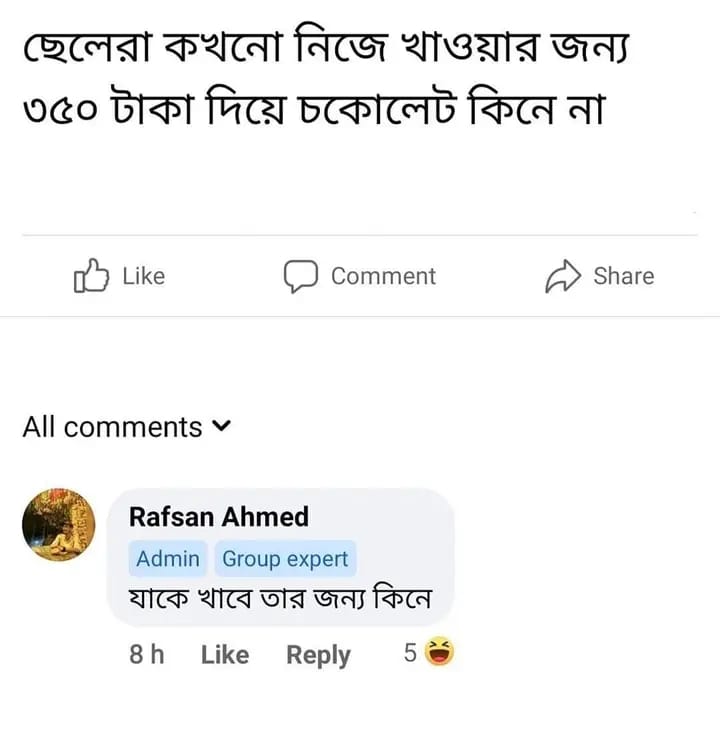 ছেলেরা কখনো নিজে খাওয়ার জন্য
৩৫০ টাকা দিয়ে চকোলেট কিনে না
Like Comment Share
All comments
Rafsan Ahmed
Admin Group expert
যাকে খাবে তার জন্য কিনে
8 h Like Reply 5